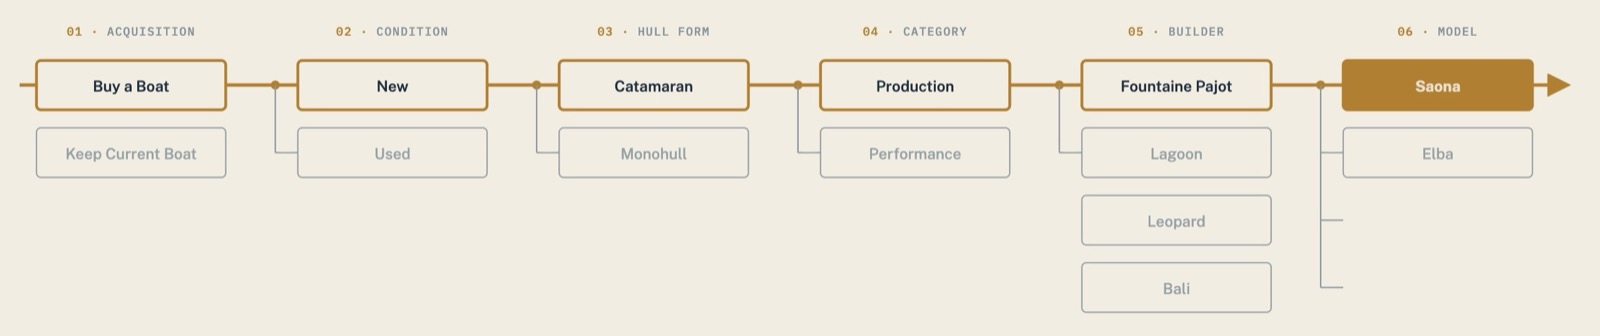 01 · ACQUISITION
Buy a Boat
Keep Current Boat
02 · CONDITION
New
Used
03 · HULL FORM
Catamaran
Monohull
04 · CATEGORY
Production
Performance
05 · BUILDER
Fountaine Pajot
Lagoon
Leopard
Bali
06 · MODEL
Saona
Elba